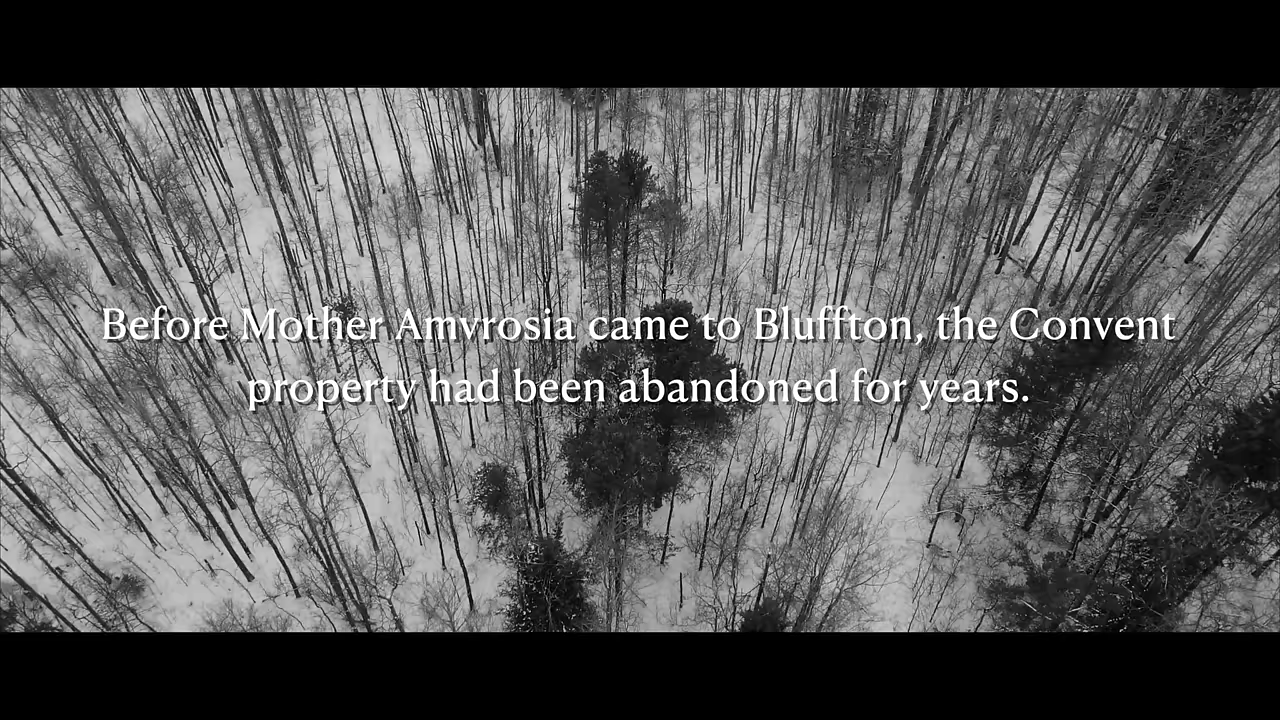 Before Mother Amvrosia came to Bluffton, the Convent
property had been abandoned for years.